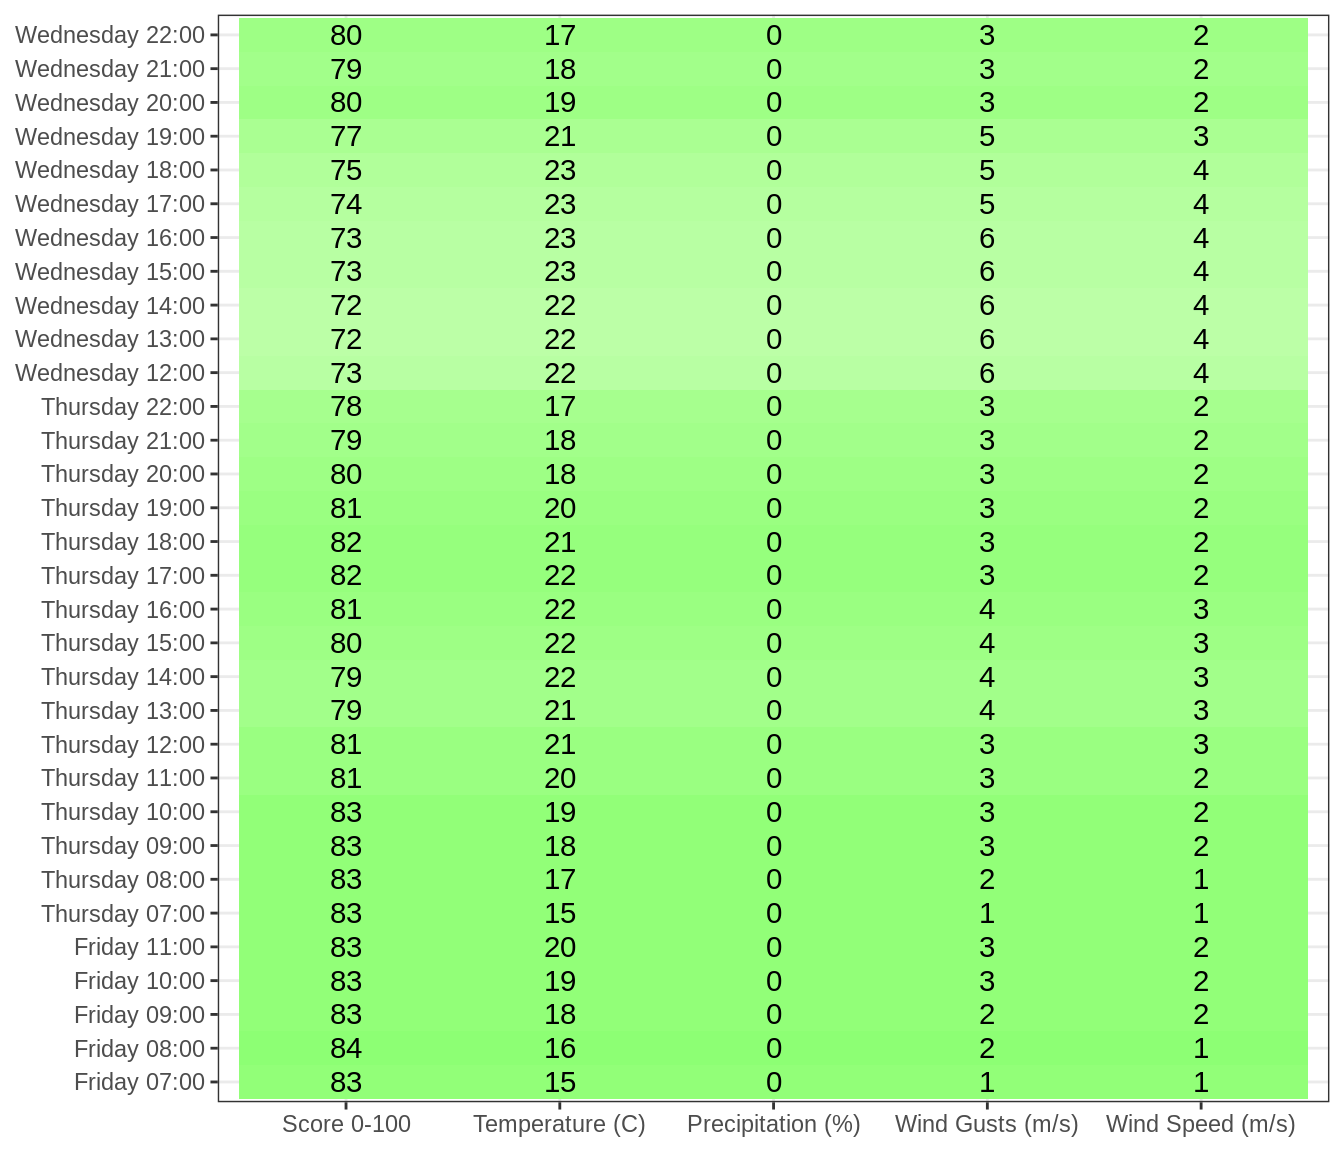 Wednesday 22:00 80 17 0 3 2
Wednesday 21:00 79 18 0 3 2
Wednesday 20:00 80 19 0 3 2
Wednesday 19:00 77 21 0 5 3
Wednesday 18:00 75 23 0 5 4
Wednesday 17:00 74 23 0 5 4
Wednesday 16:00 73 23 0 6 4
Wednesday 15:00 73 23 0 6 4
Wednesday 14:00 72 22 0 6 4
Wednesday 13:00 72 22 0 6 4
Wednesday 12:00 73 22 0 6 4
Thursday 22:00 78 17 0 3 2
Thursday 21:00 79 18 0 3 2
Thursday 20:00 80 18 0 3 2
Thursday 19:00 81 20 0 3 2
Thursday 18:00 82 21 0 3 2
Thursday 17:00 82 22 0 3 2
Thursday 16:00 81 22 0 4 3
Thursday 15:00 80 22 0 4 3
Thursday 14:00 79 22 0 4 3
Thursday 13:00 79 21 0 4 3
Thursday 12:00 81 21 0 3 3
Thursday 11:00 81 20 0 3 2
Thursday 10:00 83 19 0 3 2
Thursday 09:00 83 18 0 3 2
Thursday 08:00 83 17 0 2 1
Thursday 07:00 83 15 0 1 1
Friday 11:00 83 20 0 3 2
Friday 10:00 83 19 0 3 2
Friday 09:00 83 18 0 2 2
Friday 08:00 84 16 0 2 1
Friday 07:00 83 15 0 1 1
Score 0-100 Temperature (C) Precipitation (%) Wind Gusts (m/s) Wind Speed (m/s)